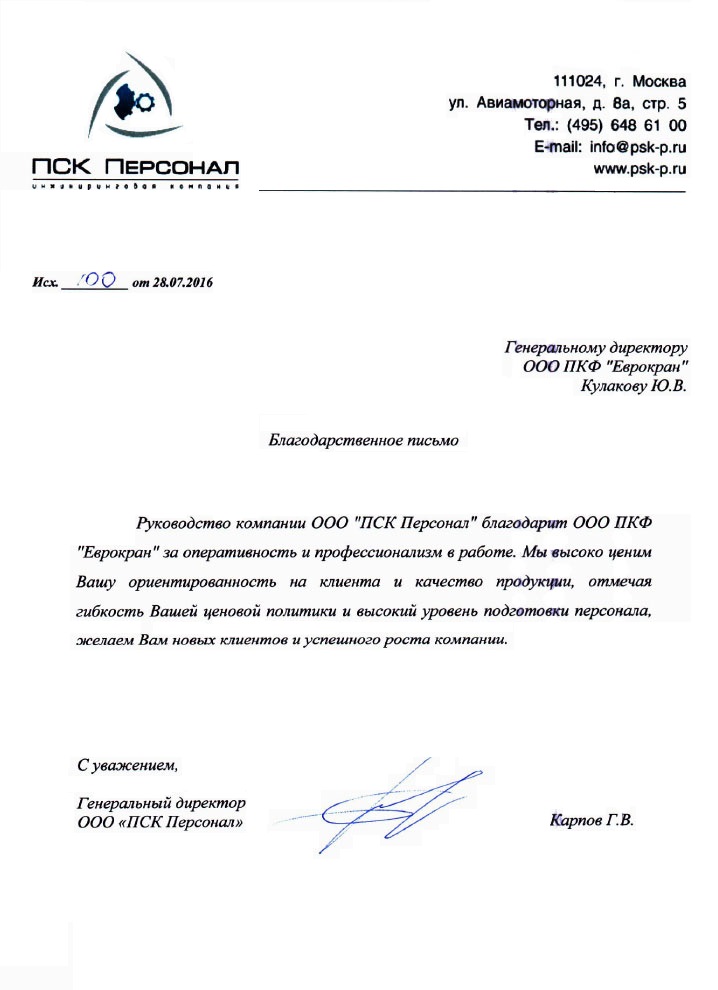 ПСК ПЕРСОНАЛ
инжиниринговая компания
111024, г. Москва
ул. Авиамоторная, д. 8а, стр. 5
Тел.: (495) 648 61 00
E-mail: info@psk-p.ru
www.psk-p.ru
Исх. 100 от 28.07.2016
Генеральному директору
ООО ПКФ "Еврокран"
Кулакову Ю.В.
Благодарственное письмо
Руководство компании ООО "ПСК Персонал" благодарит ООО ПКФ
"Еврокран" за оперативность и профессионализм в работе. Мы высоко ценим
Вашу ориентированность на клиента и качество продукции, отмечая
гибкость Вашей ценовой политики и высокий уровень подготовки персонала,
желаем Вам новых клиентов и успешного роста компании.
С уважением,
Генеральный директор
ООО «ПСК Персонал»
Карпов Г.В.